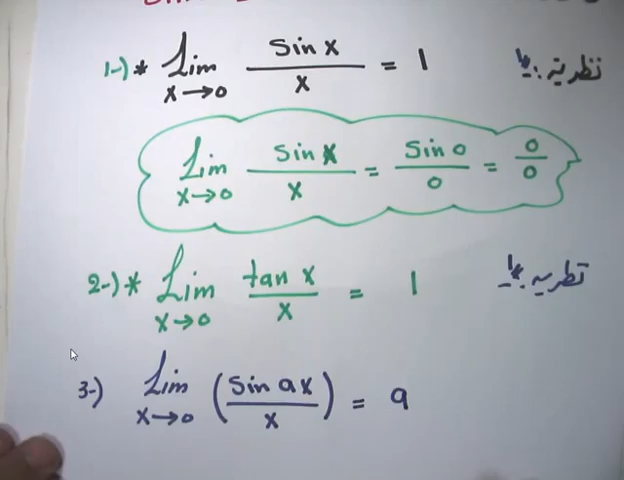 1-) * Lim x→0 sin x / x = 1 نظرية:
Lim x→0 sin x / x = sin 0 / 0 = 0 / 0
2-) * Lim x→0 tan x / x = 1 نظريه:
3-) Lim x→0 (sin ax / x) = a